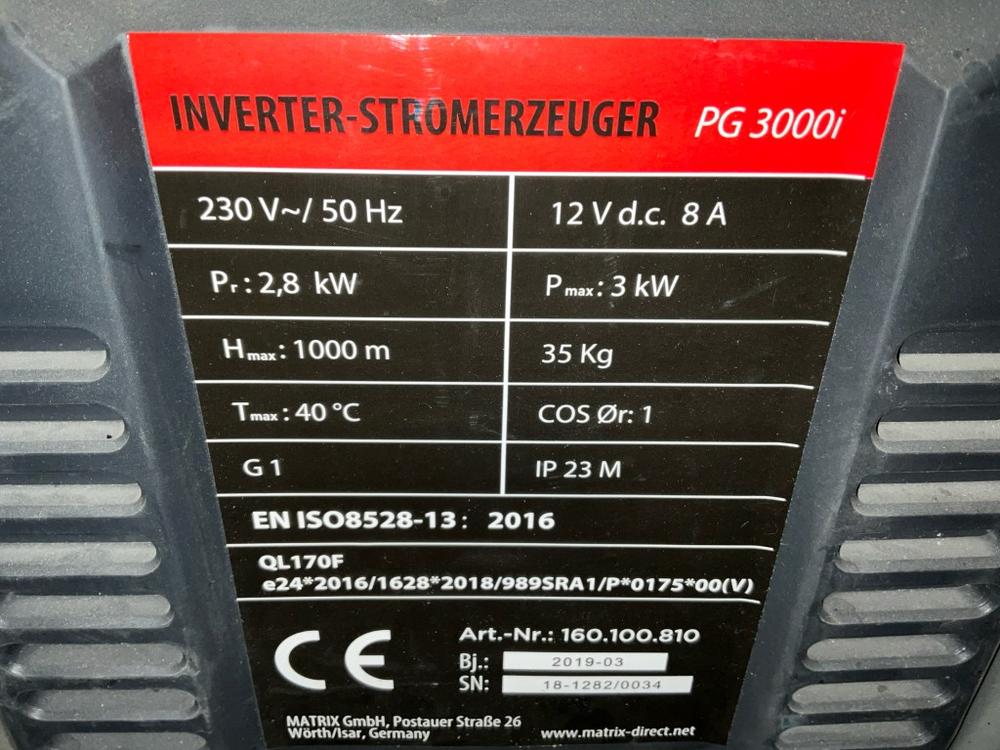 INVERTER-STROMERZEUGER PG 3000i
230 V~/ 50 Hz 12 V d.c. 8 A
Pr : 2,8 kW P max : 3 kW
H max : 1000 m 35 Kg
T max : 40 °C COS Ør: 1
G 1 IP 23 M
EN ISO8528-13: 2016
QL170F
e24*2016/1628*2018/989SRA1/P*0175*00(V)
CE
Art.-Nr.: 160.100.810
Bj.: 2019-03
SN: 18-1282/0034
MATRIX GmbH, Postauer Straße 26
Wörth/Isar, Germany www.matrix-direct.net